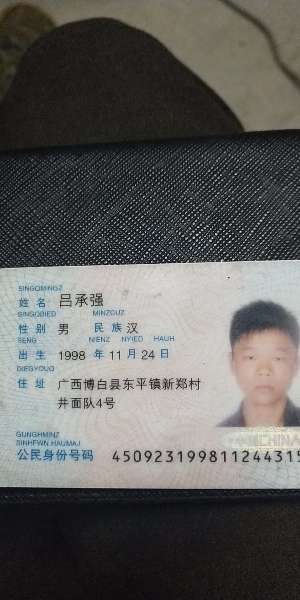 SINGQMINGZ
姓名 吕承强
SINGQBIED MINZCUZ
性别 男 民族 汉
SENG NIENZ NYIED HAUH
出生 1998 年 11 月 24 日
DIEGYOUQ
住址 广西博白县东平镇新郑村
井面队4号
GUNGHMINZ
SINHFWN HAUMAJ
公民身份号码 450923199811244315
CHINA